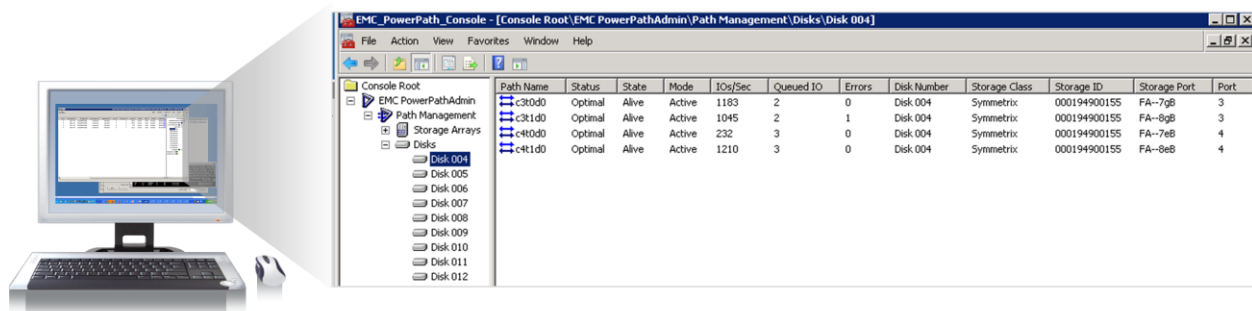 EMC_PowerPath_Console - [Console Root\EMC PowerPathAdmin\Path Management\Disks\Disk 004]
File Action View Favorites Window Help
Console Root
EMC PowerPathAdmin
Path Management
Storage Arrays
Disks
Disk 004
Disk 005
Disk 006
Disk 007
Disk 008
Disk 009
Disk 010
Disk 011
Disk 012
Path Name Status State Mode IOs/Sec Queued IO Errors Disk Number Storage Class Storage ID Storage Port Port
c3t0d0 Optimal Alive Active 1183 2 0 Disk 004 Symmetrix 000194900155 FA--7gB 3
c3t1d0 Optimal Alive Active 1045 2 1 Disk 004 Symmetrix 000194900155 FA--8gB 3
c4t0d0 Optimal Alive Active 232 3 0 Disk 004 Symmetrix 000194900155 FA--7eB 4
c4t1d0 Optimal Alive Active 1210 3 0 Disk 004 Symmetrix 000194900155 FA--8eB 4